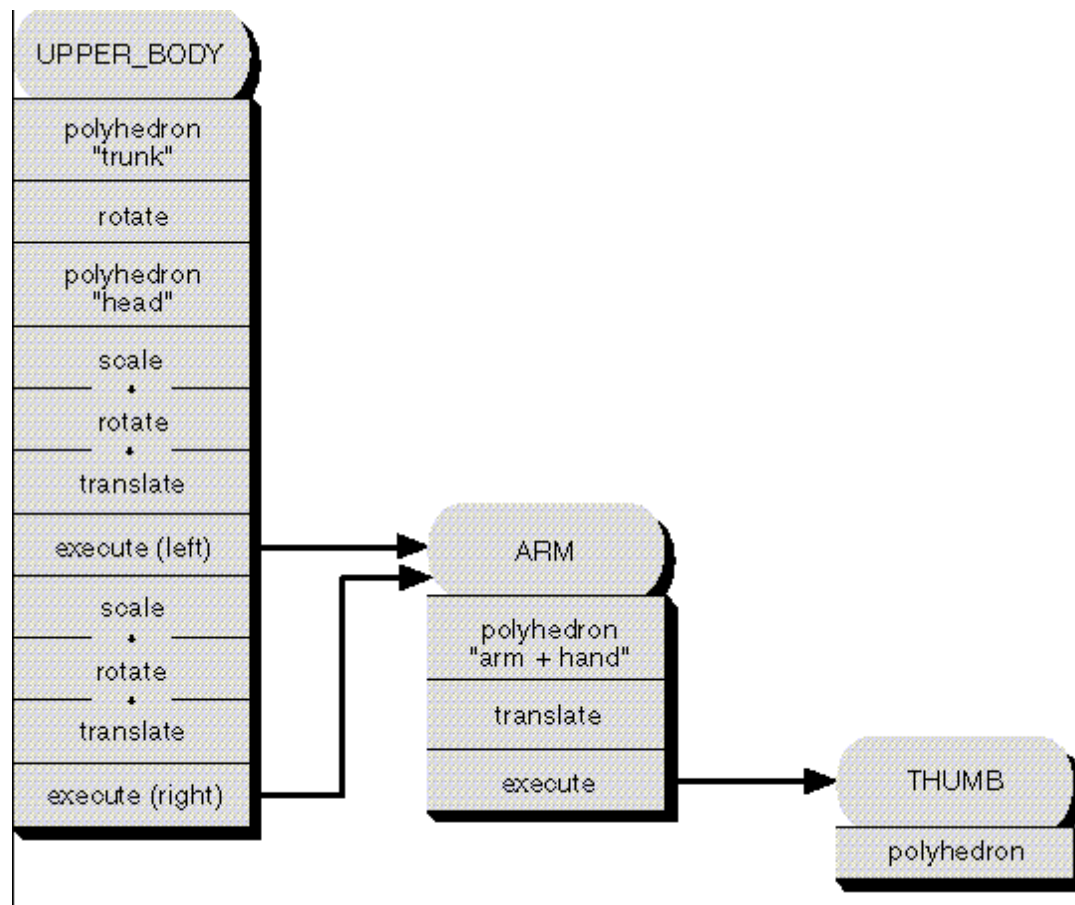 UPPER_BODY
polyhedron
"trunk"
rotate
polyhedron
"head"
scale
rotate
translate
execute (left)
scale
rotate
translate
execute (right)
ARM
polyhedron
"arm + hand"
translate
execute
THUMB
polyhedron